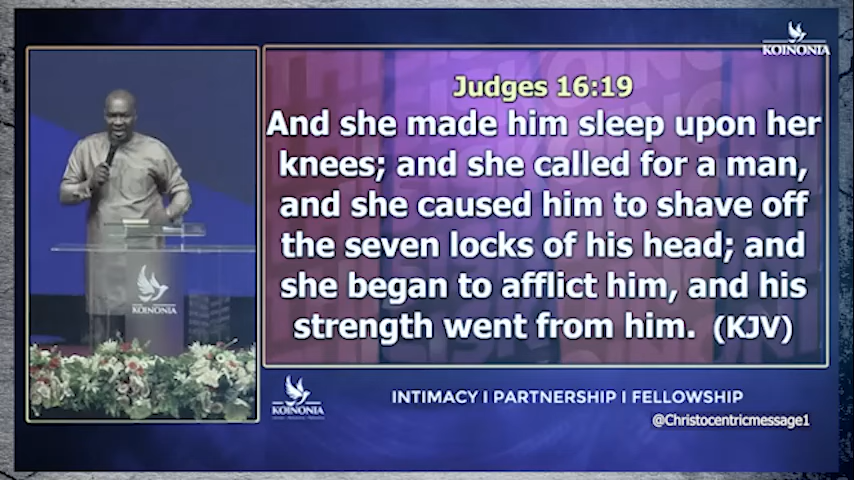 KOINONIA
Judges 16:19
And she made him sleep upon her
knees; and she called for a man,
and she caused him to shave off
the seven locks of his head; and
she began to afflict him, and his
strength went from him. (KJV)
KOINONIA
KOINONIA
INTIMACY I PARTNERSHIP I FELLOWSHIP
@Christocentricmessage1